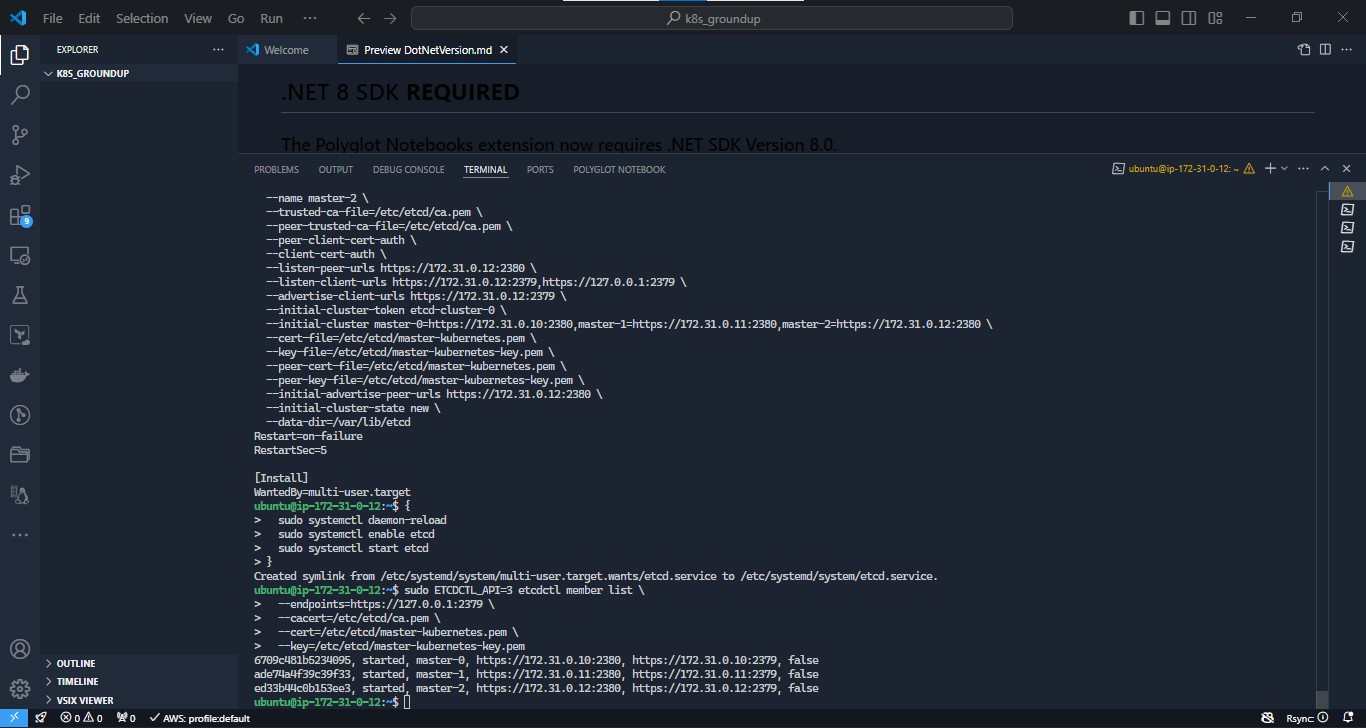 File Edit Selection View Go Run ···
k8s_groundup
EXPLORER ···
K8S_GROUNDUP
Welcome
Preview DotNetVersion.md
.NET 8 SDK REQUIRED
The Polyglot Notebooks extension now requires .NET SDK Version 8.0.
PROBLEMS OUTPUT DEBUG CONSOLE TERMINAL PORTS POLYGLOT NOTEBOOK
ubuntu@ip-172-31-0-12: ~
--name master-2 \
--trusted-ca-file=/etc/etcd/ca.pem \
--peer-trusted-ca-file=/etc/etcd/ca.pem \
--peer-client-cert-auth \
--client-cert-auth \
--listen-peer-urls https://172.31.0.12:2380 \
--listen-client-urls https://172.31.0.12:2379,https://127.0.0.1:2379 \
--advertise-client-urls https://172.31.0.12:2379 \
--initial-cluster-token etcd-cluster-0 \
--initial-cluster master-0=https://172.31.0.10:2380,master-1=https://172.31.0.11:2380,master-2=https://172.31.0.12:2380 \
--cert-file=/etc/etcd/master-kubernetes.pem \
--key-file=/etc/etcd/master-kubernetes-key.pem \
--peer-cert-file=/etc/etcd/master-kubernetes.pem \
--peer-key-file=/etc/etcd/master-kubernetes-key.pem \
--initial-advertise-peer-urls https://172.31.0.12:2380 \
--initial-cluster-state new \
--data-dir=/var/lib/etcd
Restart=on-failure
RestartSec=5
[Install]
WantedBy=multi-user.target
ubuntu@ip-172-31-0-12:~$ {
>   sudo systemctl daemon-reload
>   sudo systemctl enable etcd
>   sudo systemctl start etcd
> }
Created symlink from /etc/systemd/system/multi-user.target.wants/etcd.service to /etc/systemd/system/etcd.service.
ubuntu@ip-172-31-0-12:~$ sudo ETCDCTL_API=3 etcdctl member list \
>   --endpoints=https://127.0.0.1:2379 \
>   --cacert=/etc/etcd/ca.pem \
>   --cert=/etc/etcd/master-kubernetes.pem \
>   --key=/etc/etcd/master-kubernetes-key.pem
6709c481b5234095, started, master-0, https://172.31.0.10:2380, https://172.31.0.10:2379, false
ade74a4f39c39f33, started, master-1, https://172.31.0.11:2380, https://172.31.0.11:2379, false
ed33b44c0b153ee3, started, master-2, https://172.31.0.12:2380, https://172.31.0.12:2379, false
ubuntu@ip-172-31-0-12:~$
9
OUTLINE
TIMELINE
VSIX VIEWER
0 0 0 AWS: profile:default
Rsync: